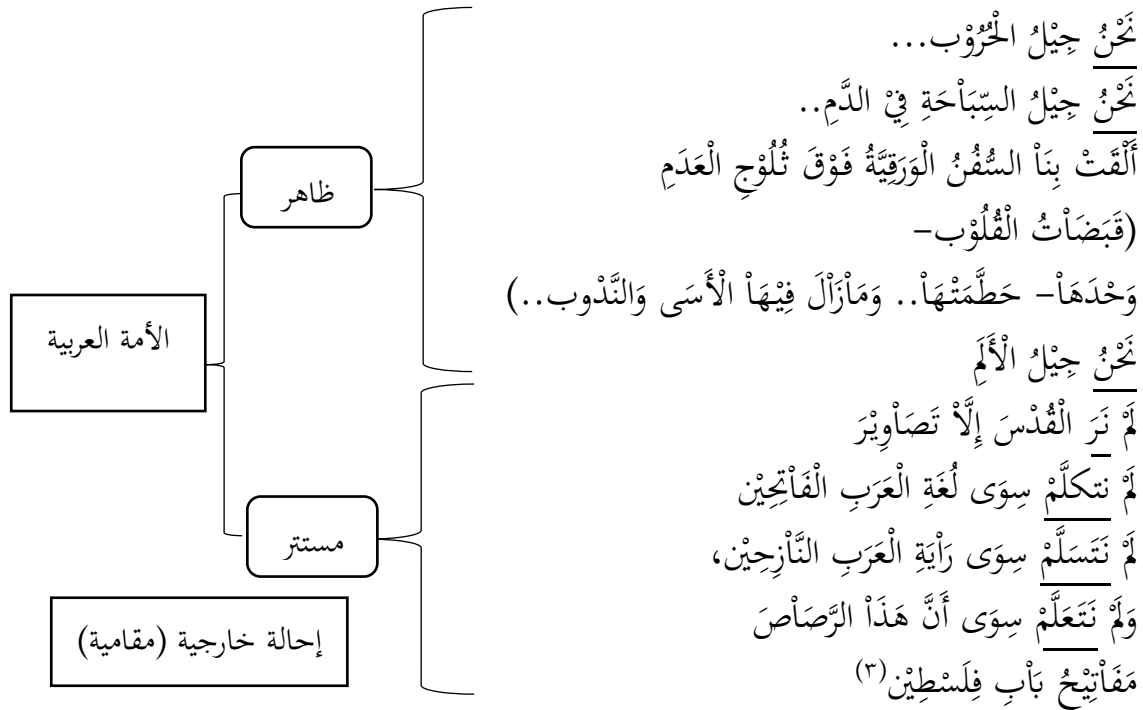 نَحْنُ جِيْلُ الْحُرُوْب...
نَحْنُ جِيْلُ السِّبَاْحَةِ فِيْ الدَّمِ..
أَلْقَتْ بِنَاْ السُّفُنُ الْوَرَقِيَّةُ فَوْقَ ثُلُوْجِ الْعَدَمِ
(قَبَضَاْتُ الْقُلُوْب-
وَحْدَهَاْ- حَطَّمَتْهَاْ.. وَمَاْزَاْلَ فِيْهَاْ الْأَسَى وَالنَّدْوب..)
نَحْنُ جِيْلُ الْأَلَمِ
لَمْ نَرَ الْقُدْسَ إِلَّاْ تَصَاْوِيْرَ
لَمْ نتكلَّمْ سِوَى لُغَةِ الْعَرَبِ الْفَاْتِحِيْن
لَمْ نَتَسَلَّمْ سِوَى رَاْيَةِ الْعَرَبِ النَّاْزِحِيْن،
وَلَمْ نَتَعَلَّمْ سِوَى أَنَّ هَذَاْ الرَّصَاْصَ
مَفَاْتِيْحُ بَاْبِ فِلَسْطِيْن(٣)
ظاهر
مستتر
الأمة العربية
إحالة خارجية (مقامية)